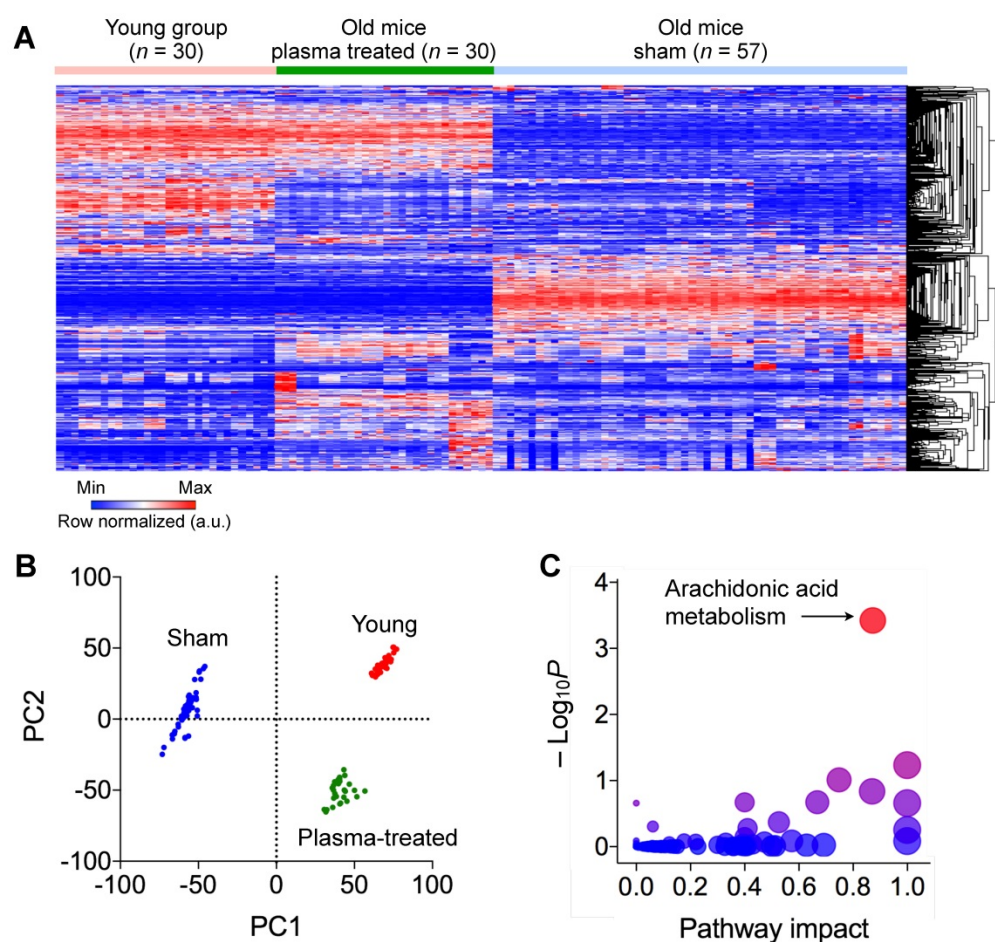 A
Young group
(n = 30)
Old mice
plasma treated (n = 30)
Old mice
sham (n = 57)
Min Max
Row normalized (a.u.)
B
100
50
0
-50
-100
-100 -50 0 50 100
PC2
PC1
Sham
Young
Plasma-treated
C
4
3
2
1
0
0.0 0.2 0.4 0.6 0.8 1.0
– Log10P
Pathway impact
Arachidonic acid
metabolism